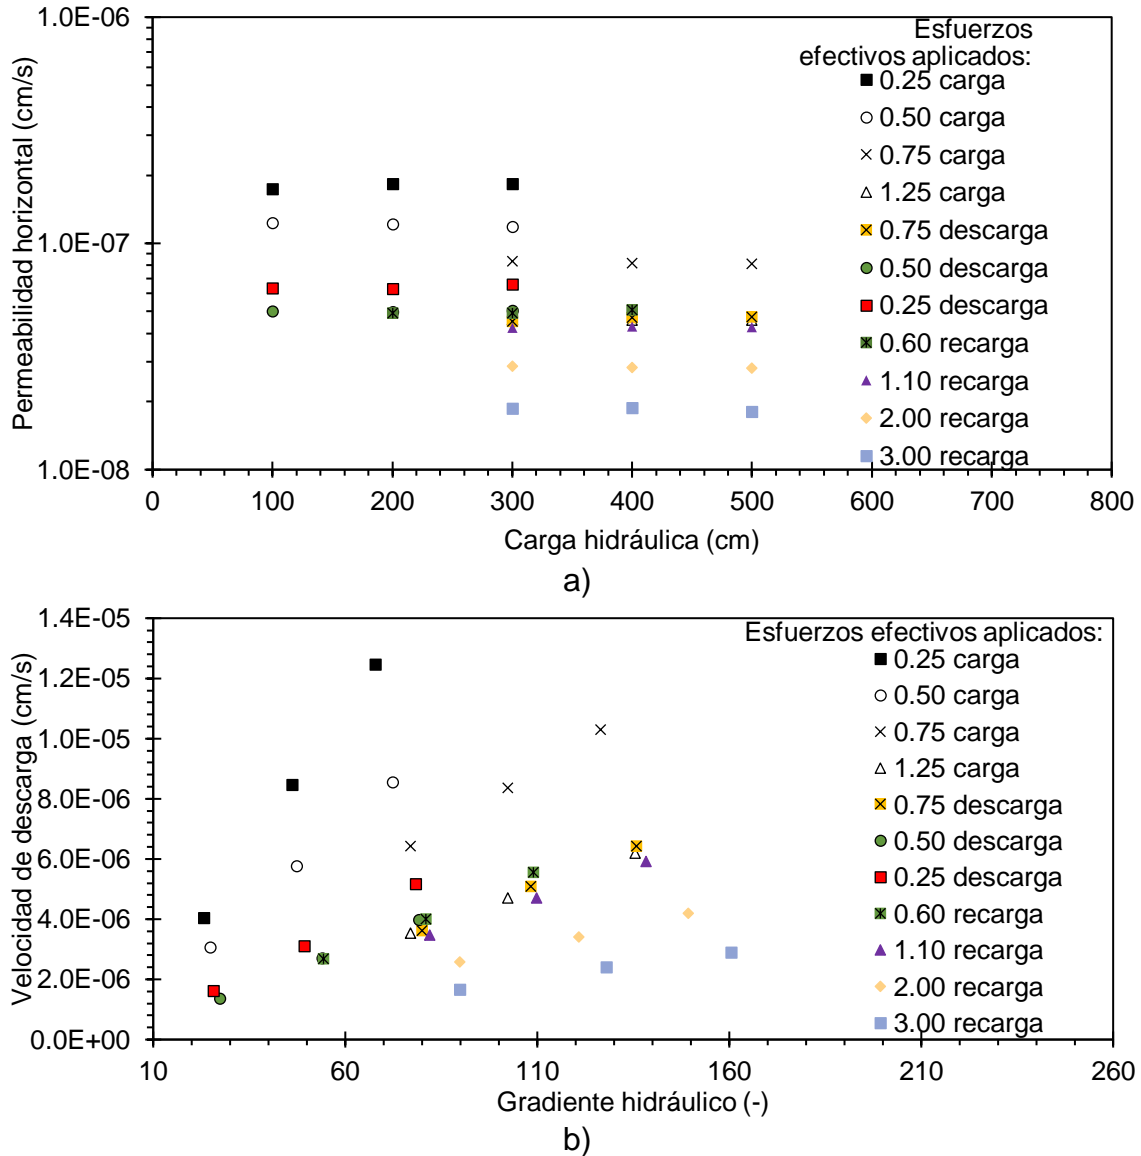 1.0E-06
1.0E-07
1.0E-08
Permeabilidad horizontal (cm/s)
Esfuerzos
efectivos aplicados:
0.25 carga
0.50 carga
0.75 carga
1.25 carga
0.75 descarga
0.50 descarga
0.25 descarga
0.60 recarga
1.10 recarga
2.00 recarga
3.00 recarga
0 100 200 300 400 500 600 700 800
Carga hidráulica (cm)
a)
1.4E-05
1.2E-05
1.0E-05
8.0E-06
6.0E-06
4.0E-06
2.0E-06
0.0E+00
Velocidad de descarga (cm/s)
Esfuerzos efectivos aplicados:
0.25 carga
0.50 carga
0.75 carga
1.25 carga
0.75 descarga
0.50 descarga
0.25 descarga
0.60 recarga
1.10 recarga
2.00 recarga
3.00 recarga
10 60 110 160 210 260
Gradiente hidráulico (-)
b)